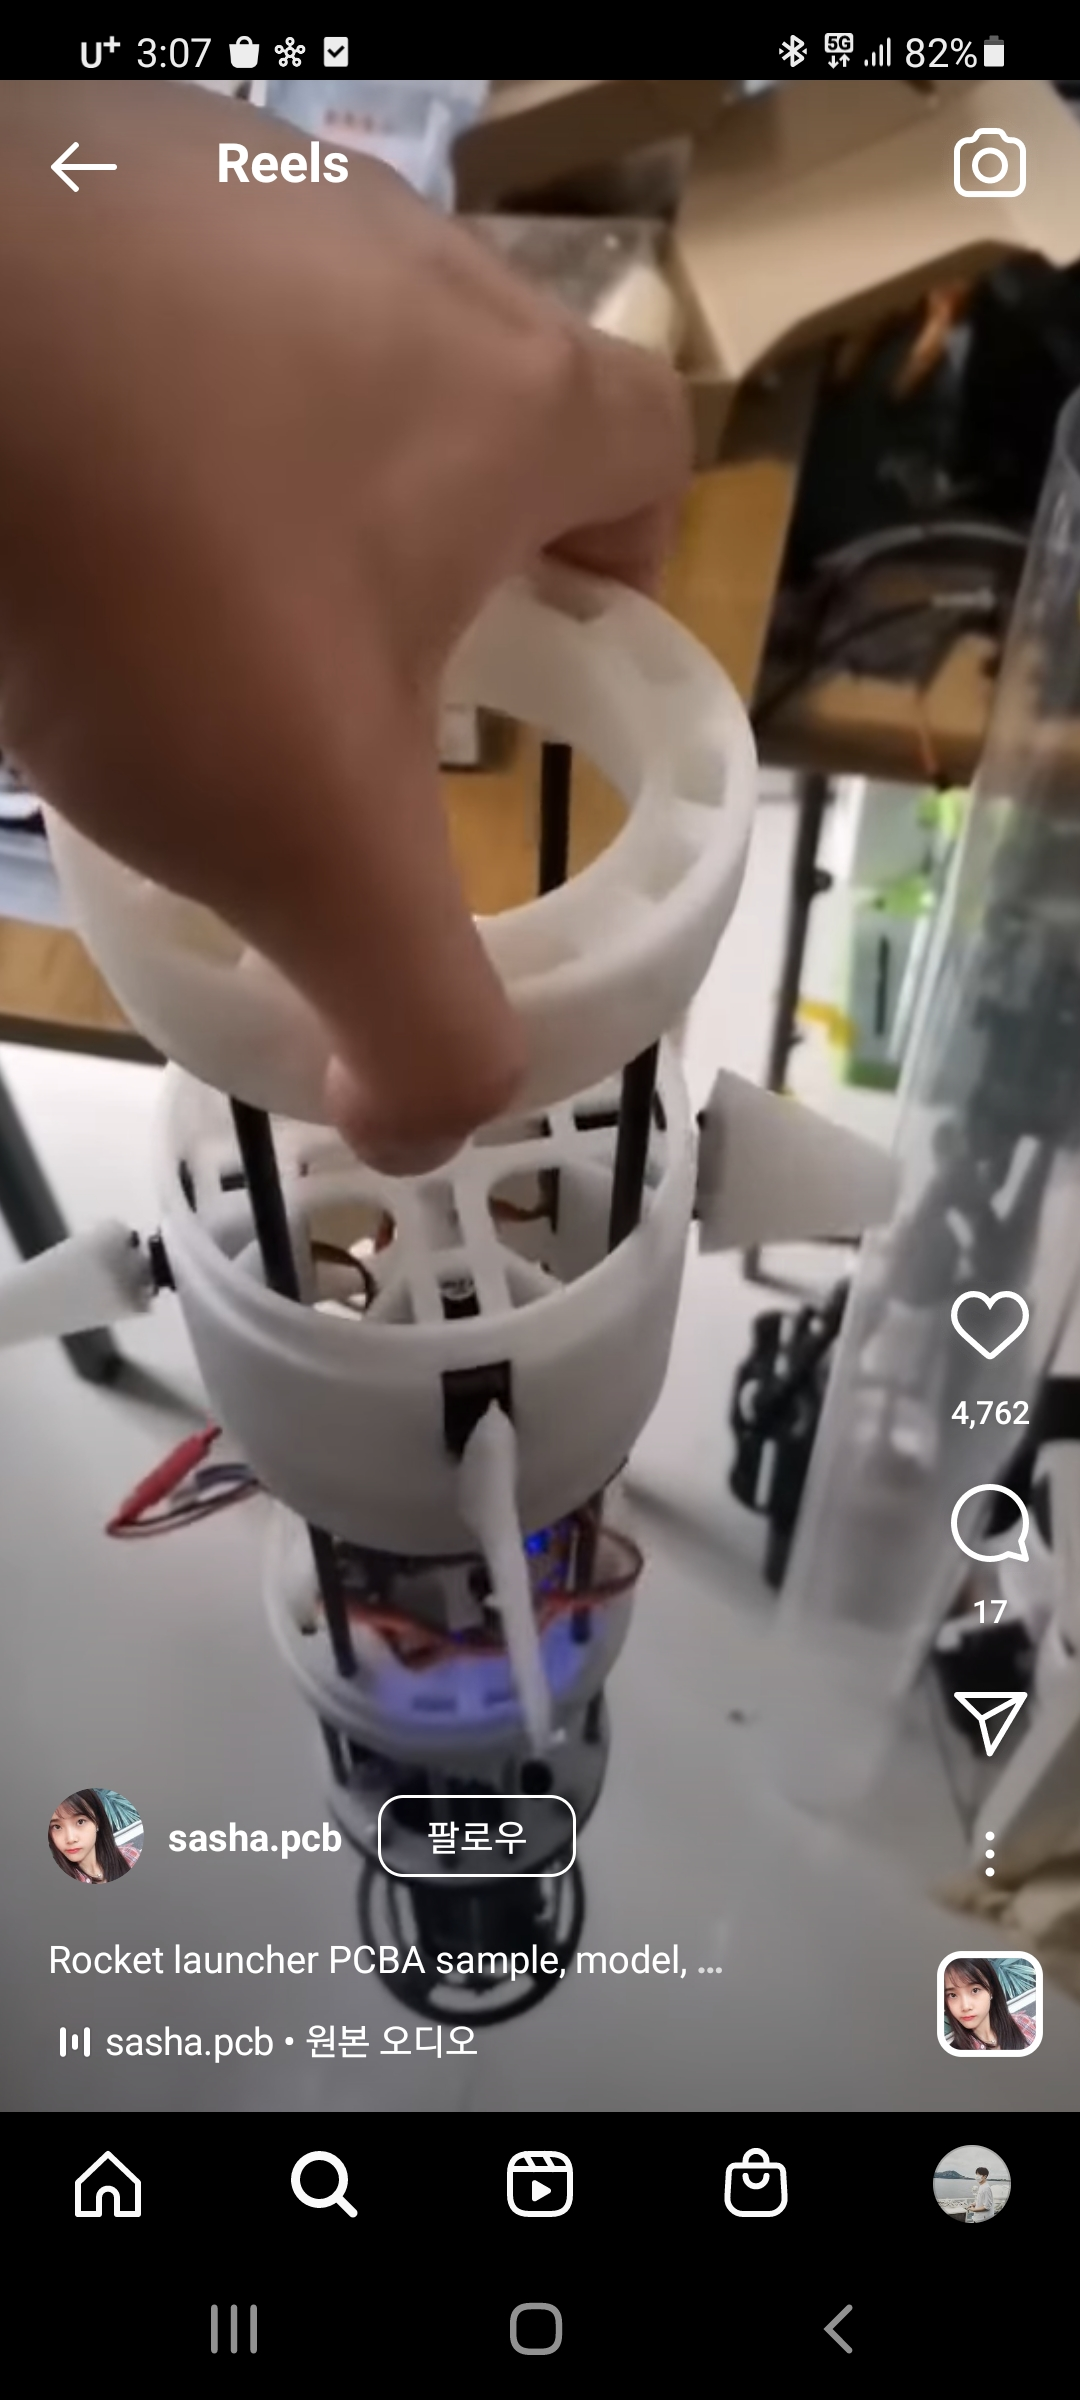 U+ 3:07 5G 82%
Reels
4,762
17
sasha.pcb 팔로우
Rocket launcher PCBA sample, model, ...
sasha.pcb • 원본 오디오